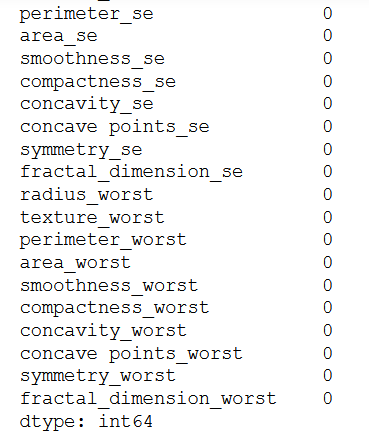 perimeter_se 0
area_se 0
smoothness_se 0
compactness_se 0
concavity_se 0
concave points_se 0
symmetry_se 0
fractal_dimension_se 0
radius_worst 0
texture_worst 0
perimeter_worst 0
area_worst 0
smoothness_worst 0
compactness_worst 0
concavity_worst 0
concave points_worst 0
symmetry_worst 0
fractal_dimension_worst 0
dtype: int64